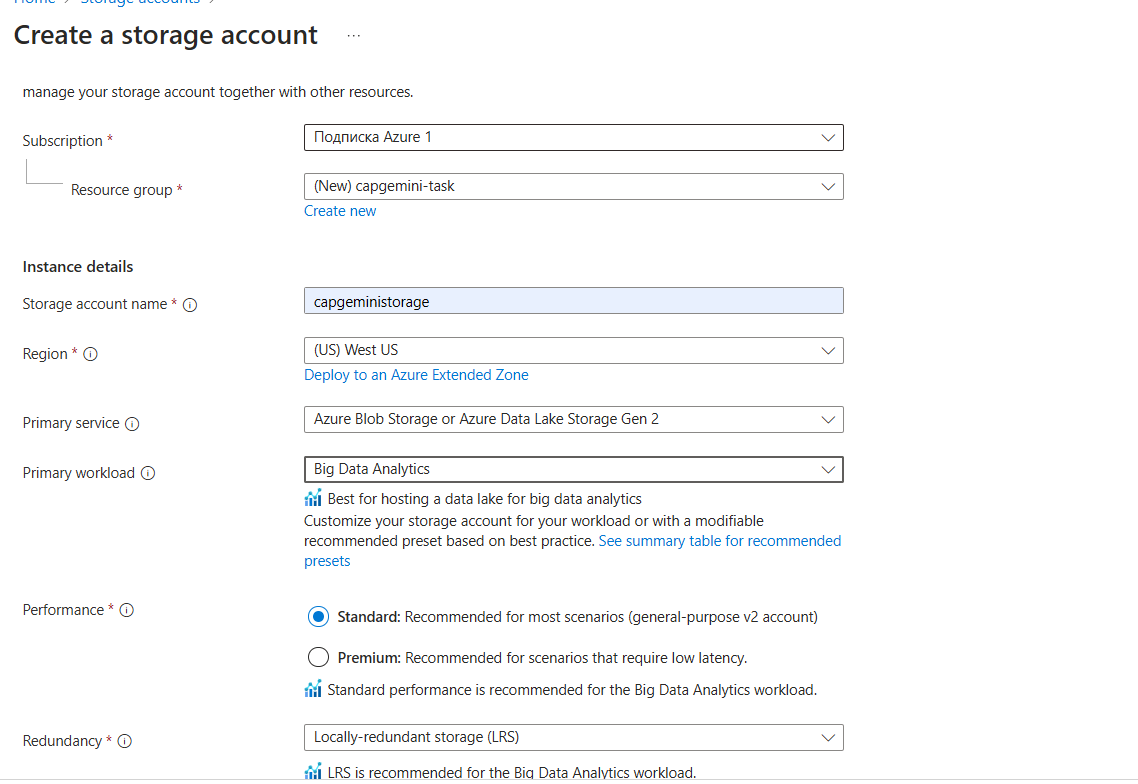 Home > Storage accounts >
Create a storage account ...
manage your storage account together with other resources.
Subscription *
Подписка Azure 1
Resource group *
(New) capgemini-task
Create new
Instance details
Storage account name *
capgeministorage
Region *
(US) West US
Deploy to an Azure Extended Zone
Primary service
Azure Blob Storage or Azure Data Lake Storage Gen 2
Primary workload
Big Data Analytics
Best for hosting a data lake for big data analytics
Customize your storage account for your workload or with a modifiable
recommended preset based on best practice. See summary table for recommended
presets
Performance *
Standard: Recommended for most scenarios (general-purpose v2 account)
Premium: Recommended for scenarios that require low latency.
Standard performance is recommended for the Big Data Analytics workload.
Redundancy *
Locally-redundant storage (LRS)
LRS is recommended for the Big Data Analytics workload.